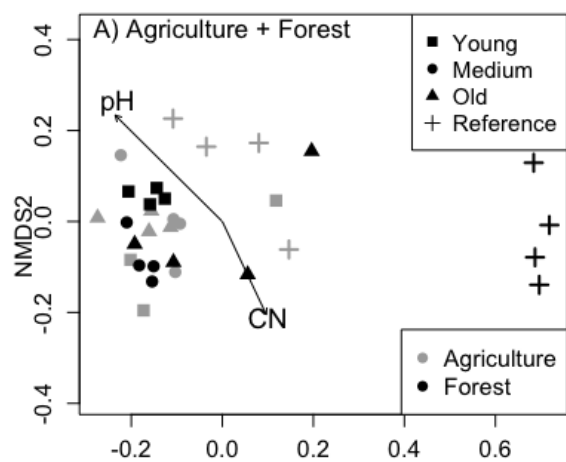 A) Agriculture + Forest
Young
Medium
Old
Reference
pH
CN
Agriculture
Forest
NMDS2
0.4
0.2
0.0
-0.2
-0.4
-0.2 0.0 0.2 0.4 0.6